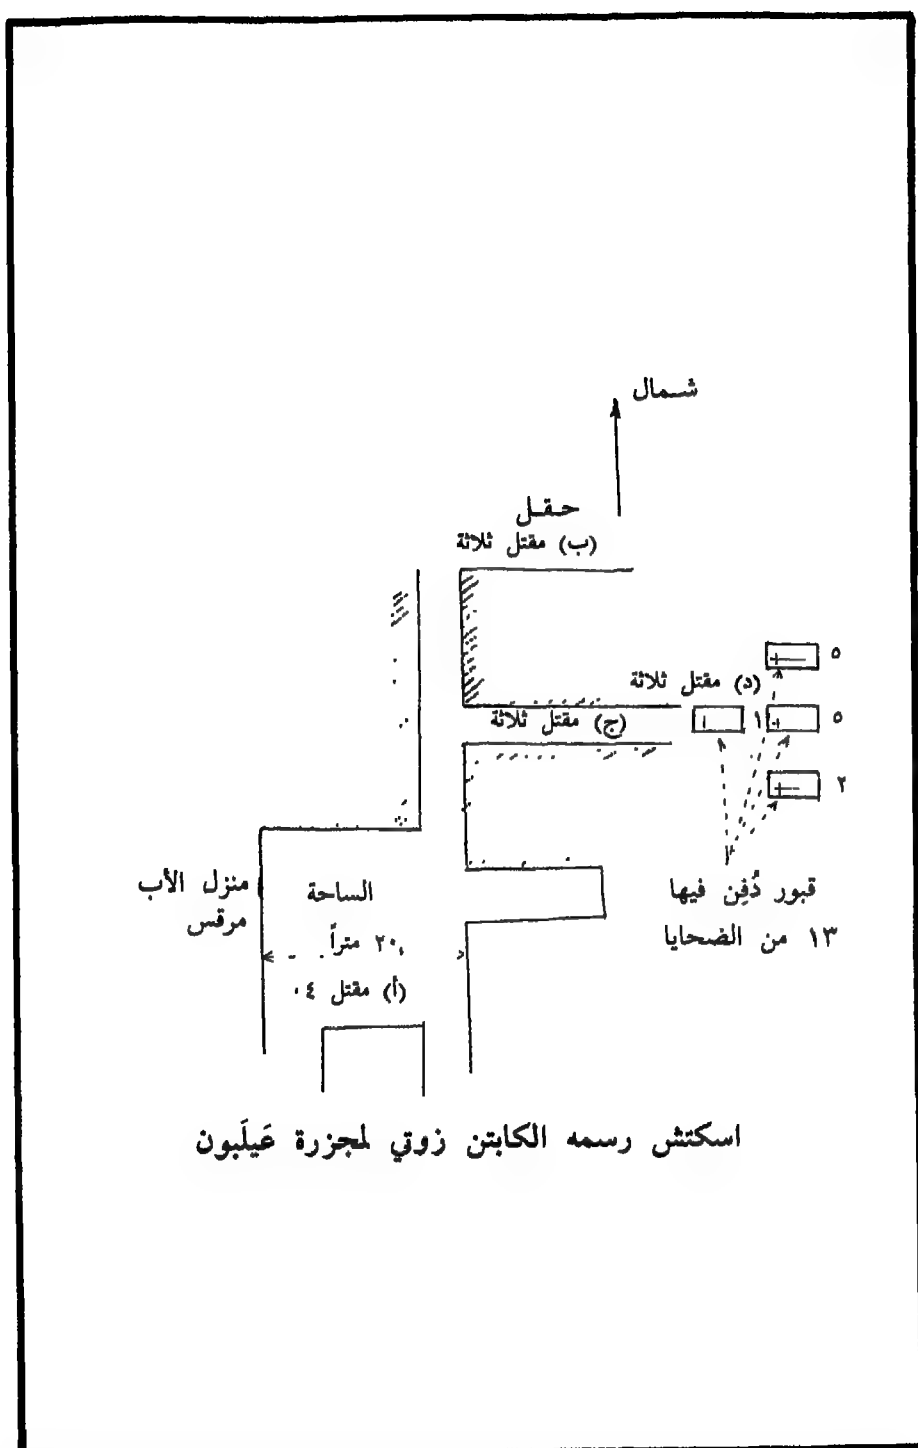 شمال
حقل
(ب) مقتل ثلاثة
٥
(د) مقتل ثلاثة
(ج) مقتل ثلاثة
١
٥
٢
قبور دُفِن فيها
١٣ من الضحايا
منزل الأب
مرقس
الساحة
٢٠ متراً
(أ) مقتل ٠٤
اسكتش رسمه الكابتن زوتي لمجزرة عَيلَبون